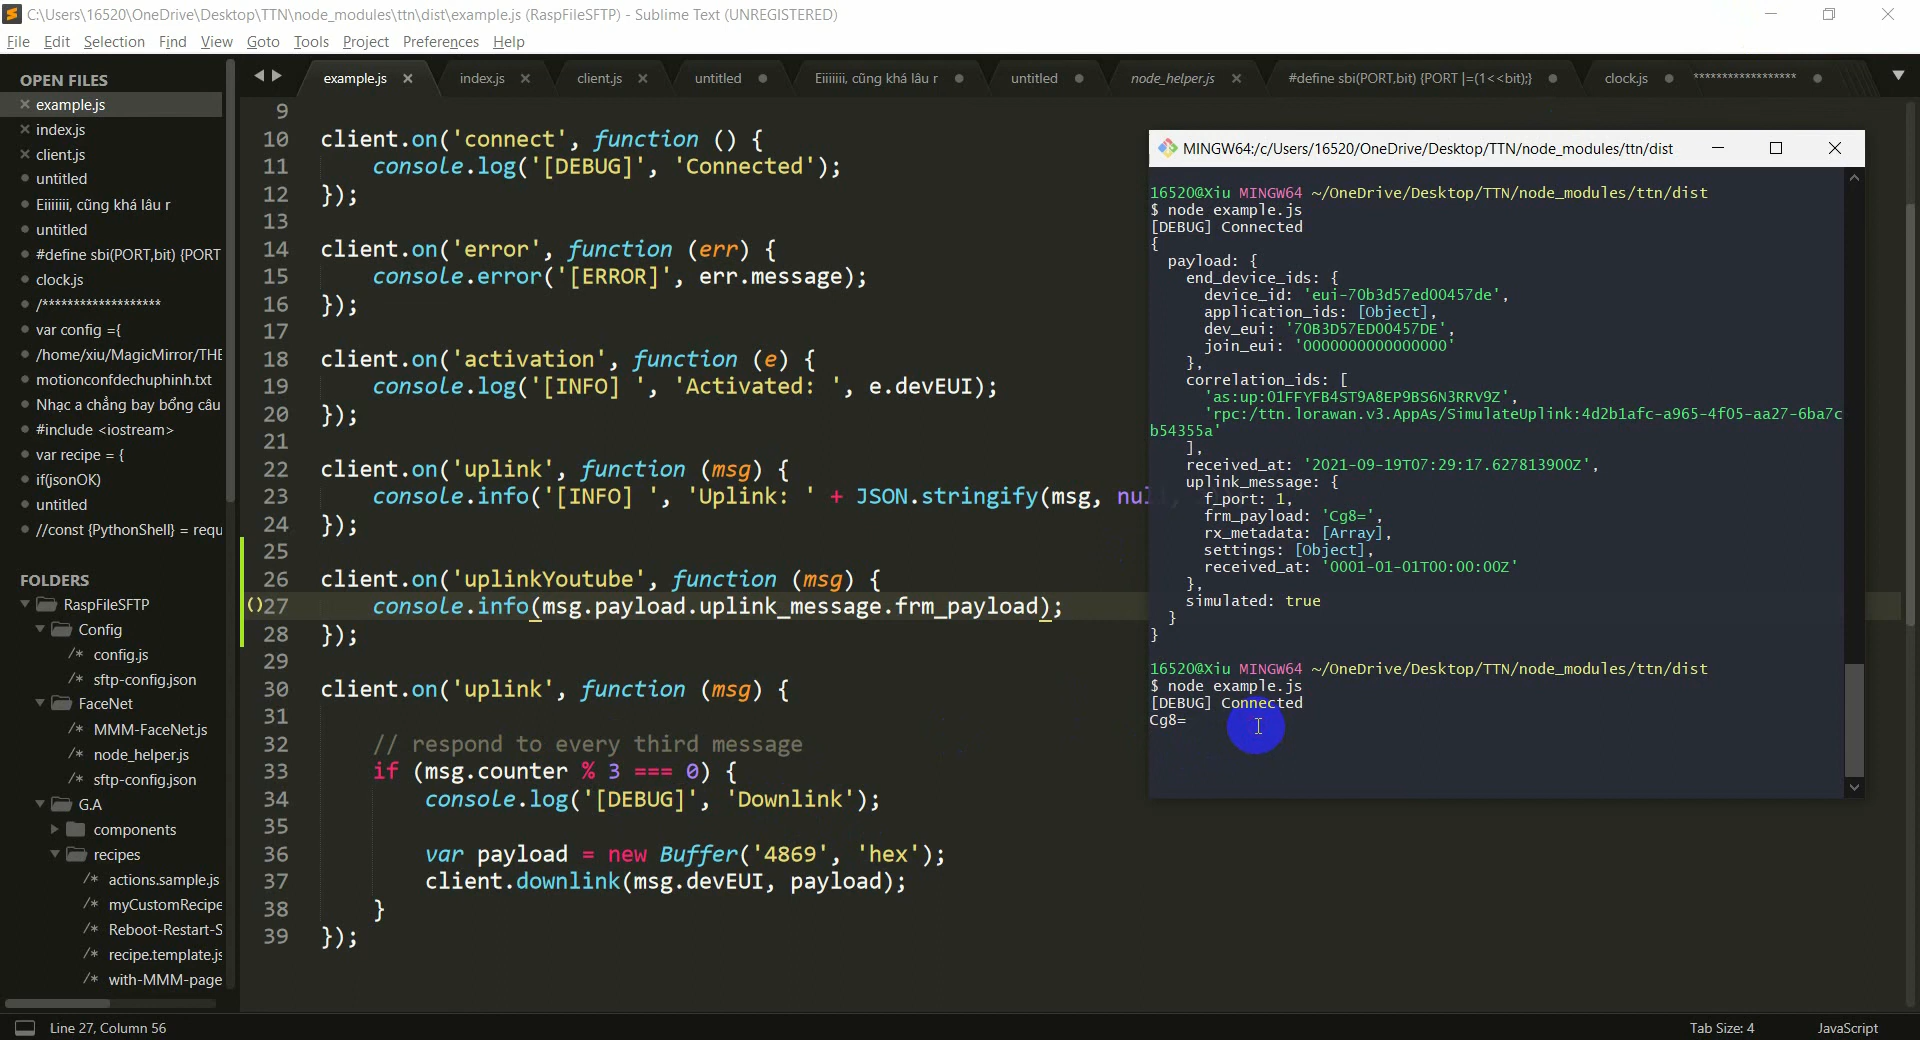 C:\Users\16520\OneDrive\Desktop\TTN\node_modules\ttn\dist\example.js (RaspFileSFTP) - Sublime Text (UNREGISTERED)
File Edit Selection Find View Goto Tools Project Preferences Help
OPEN FILES
example.js
index.js
client.js
untitled
Eiiiiii, cũng khá lâu r
untitled
#define sbi(PORT,bit) {PORT
clock.js
/*******************
var config ={
/home/xiu/MagicMirror/THE
motionconfdechuphinh.txt
Nhạc a chẳng bay bổng câu
#include <iostream>
var recipe = {
if(jsonOK)
untitled
//const {PythonShell} = requ
FOLDERS
RaspFileSFTP
Config
/* config.js
/* sftp-config.json
FaceNet
/* MMM-FaceNet.js
/* node_helper.js
/* sftp-config.json
G.A
components
recipes
/* actions.sample.js
/* myCustomRecipe
/* Reboot-Restart-S
/* recipe.template.js
/* with-MMM-page
example.js index.js client.js untitled Eiiiiii, cũng khá lâu r untitled node_helper.js #define sbi(PORT,bit) {PORT |=(1<<bit);} clock.js ******************
9
10 client.on('connect', function () {
11 console.log('[DEBUG]', 'Connected');
12 });
13
14 client.on('error', function (err) {
15 console.error('[ERROR]', err.message);
16 });
17
18 client.on('activation', function (e) {
19 console.log('[INFO] ', 'Activated: ', e.devEUI);
20 });
21
22 client.on('uplink', function (msg) {
23 console.info('[INFO] ', 'Uplink: ' + JSON.stringify(msg, nul
24 });
25
26 client.on('uplinkYoutube', function (msg) {
27 console.info(msg.payload.uplink_message.frm_payload);
28 });
29
30 client.on('uplink', function (msg) {
31
32 // respond to every third message
33 if (msg.counter % 3 === 0) {
34 console.log('[DEBUG]', 'Downlink');
35
36 var payload = new Buffer('4869', 'hex');
37 client.downlink(msg.devEUI, payload);
38 }
39 });
MINGW64:/c/Users/16520/OneDrive/Desktop/TTN/node_modules/ttn/dist
16520@Xiu MINGW64 ~/OneDrive/Desktop/TTN/node_modules/ttn/dist
$ node example.js
[DEBUG] Connected
{
payload: {
end_device_ids: {
device_id: 'eui-70b3d57ed00457de',
application_ids: [Object],
dev_eui: '70B3D57ED00457DE',
join_eui: '0000000000000000'
},
correlation_ids: [
'as:up:01FFYFB4ST9A8EP9BS6N3RRV9Z',
'rpc:/ttn.lorawan.v3.AppAs/SimulateUplink:4d2b1afc-a965-4f05-aa27-6ba7c
b54355a'
],
received_at: '2021-09-19T07:29:17.627813900Z',
uplink_message: {
f_port: 1,
frm_payload: 'Cg8=',
rx_metadata: [Array],
settings: [Object],
received_at: '0001-01-01T00:00:00Z'
},
simulated: true
}
}
16520@Xiu MINGW64 ~/OneDrive/Desktop/TTN/node_modules/ttn/dist
$ node example.js
[DEBUG] Connected
Cg8=
Line 27, Column 56
Tab Size: 4 JavaScript